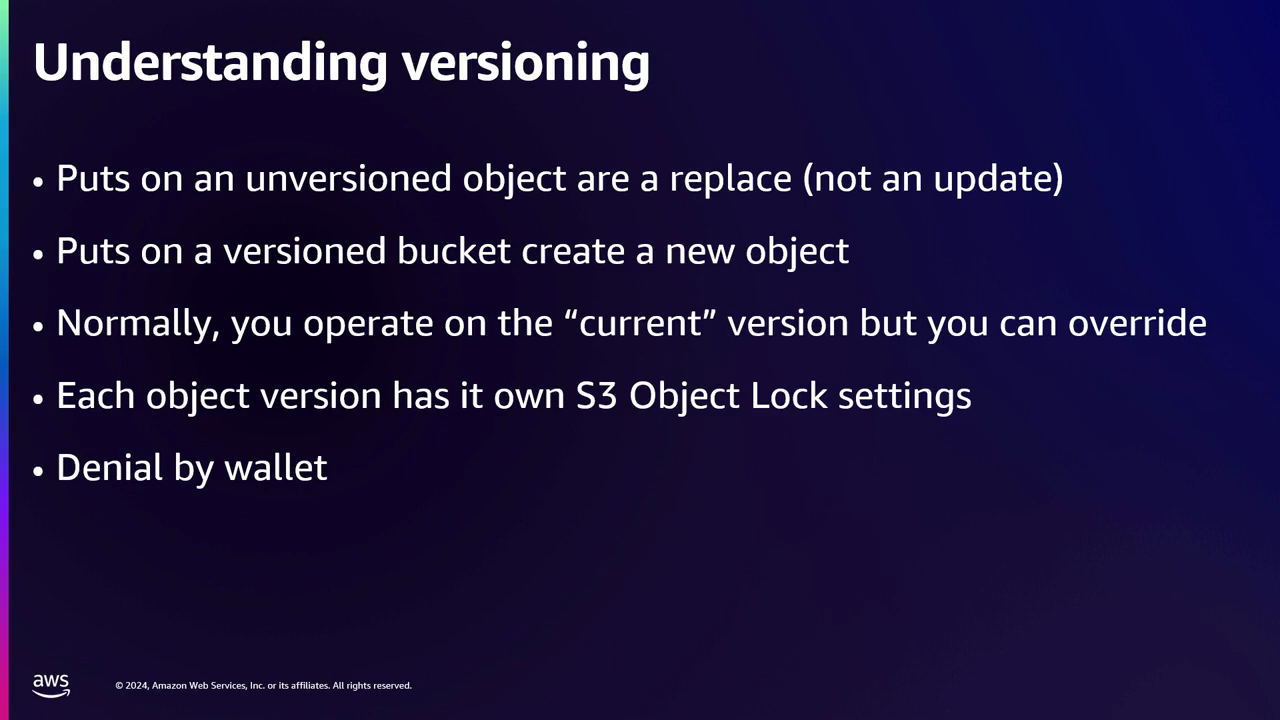 Understanding versioning
• Puts on an unversioned object are a replace (not an update)
• Puts on a versioned bucket create a new object
• Normally, you operate on the “current” version but you can override
• Each object version has it own S3 Object Lock settings
• Denial by wallet
aws
© 2024, Amazon Web Services, Inc. or its affiliates. All rights reserved.